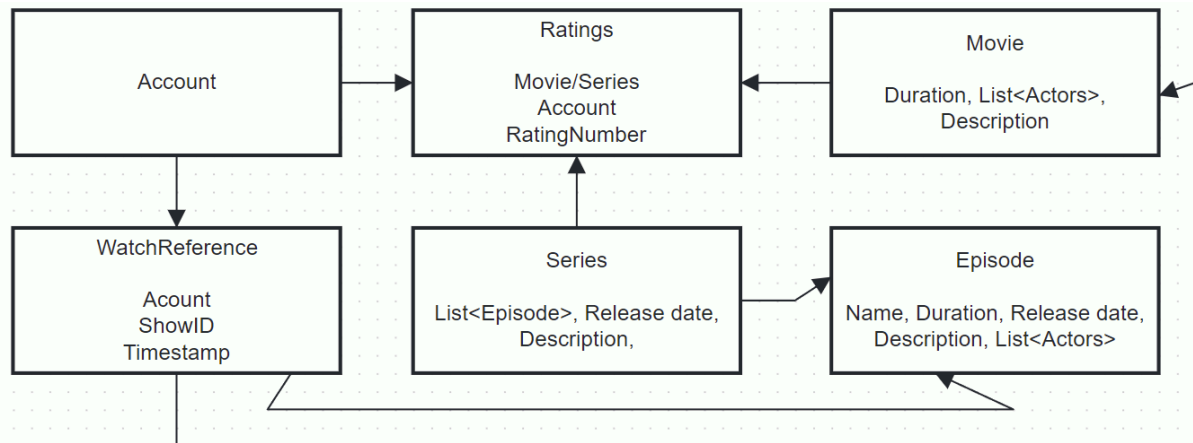 Account
Ratings
Movie/Series
Account
RatingNumber
Movie
Duration, List<Actors>,
Description
WatchReference
Acount
ShowID
Timestamp
Series
List<Episode>, Release date,
Description,
Episode
Name, Duration, Release date,
Description, List<Actors>